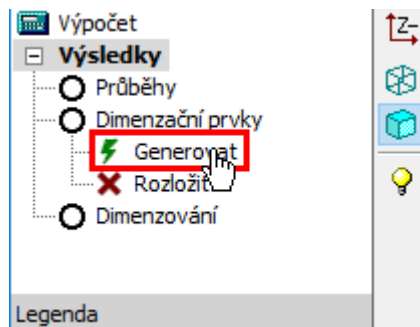 Výpočet
Výsledky
Průběhy
Dimenzační prvky
Generovat
Rozložit
Dimenzování
Legenda
Z